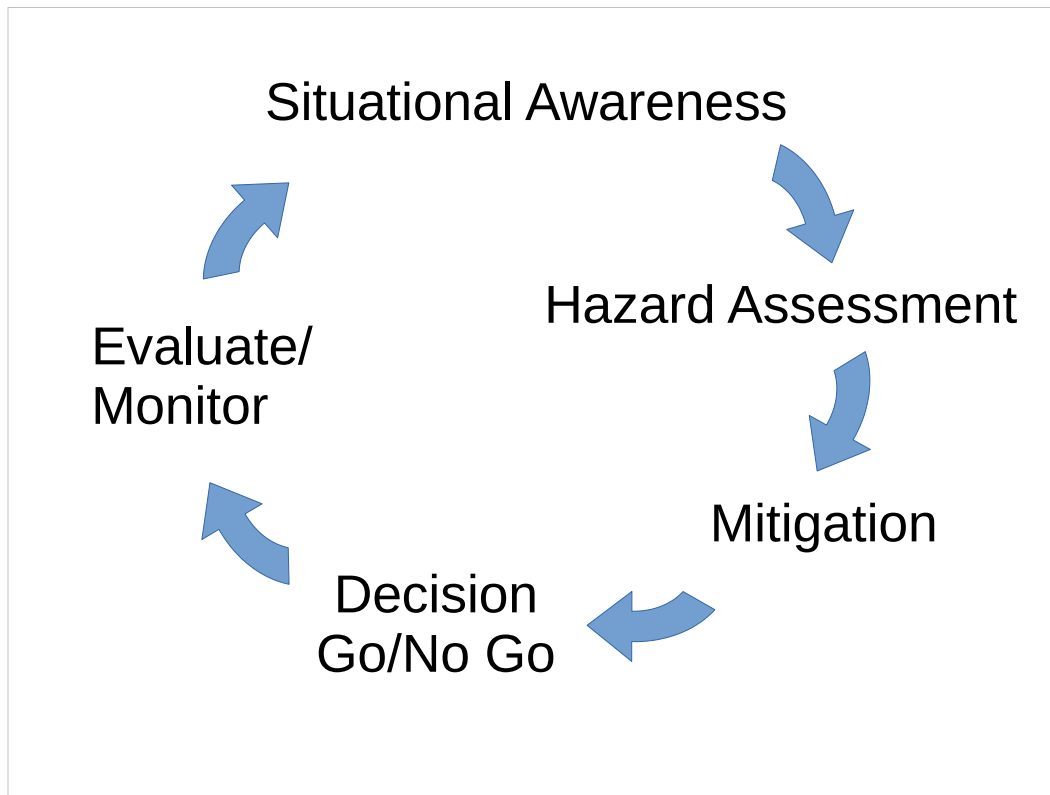 Situational Awareness
Hazard Assessment
Mitigation
Decision
Go/No Go
Evaluate/
Monitor